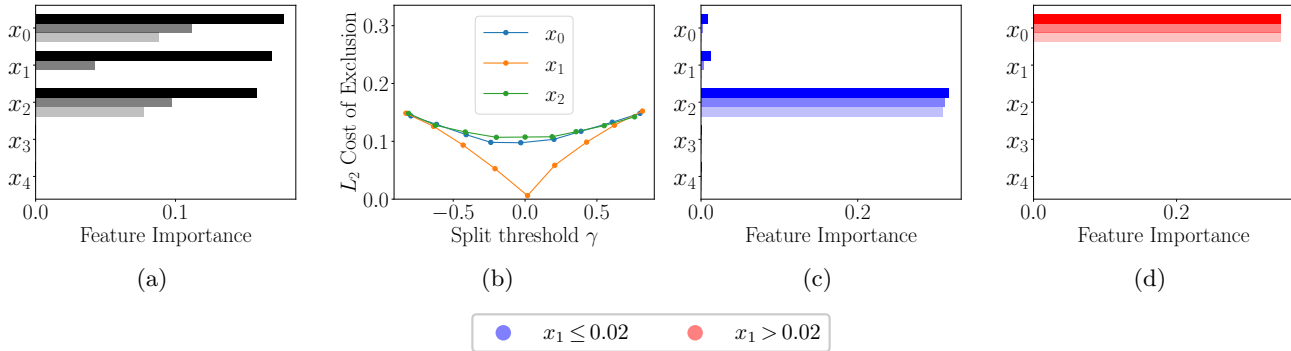 x₀
x₁
x₂
x₃
x₄
0.0 0.1
Feature Importance
(a)
L₂ Cost of Exclusion
0.3
0.2
0.1
0.0
x₀
x₁
x₂
−0.5 0.0 0.5
Split threshold γ
(b)
x₀
x₁
x₂
x₃
x₄
0.0 0.2
Feature Importance
(c)
x₀
x₁
x₂
x₃
x₄
0.0 0.2
Feature Importance
(d)
x₁ ≤ 0.02 x₁ > 0.02